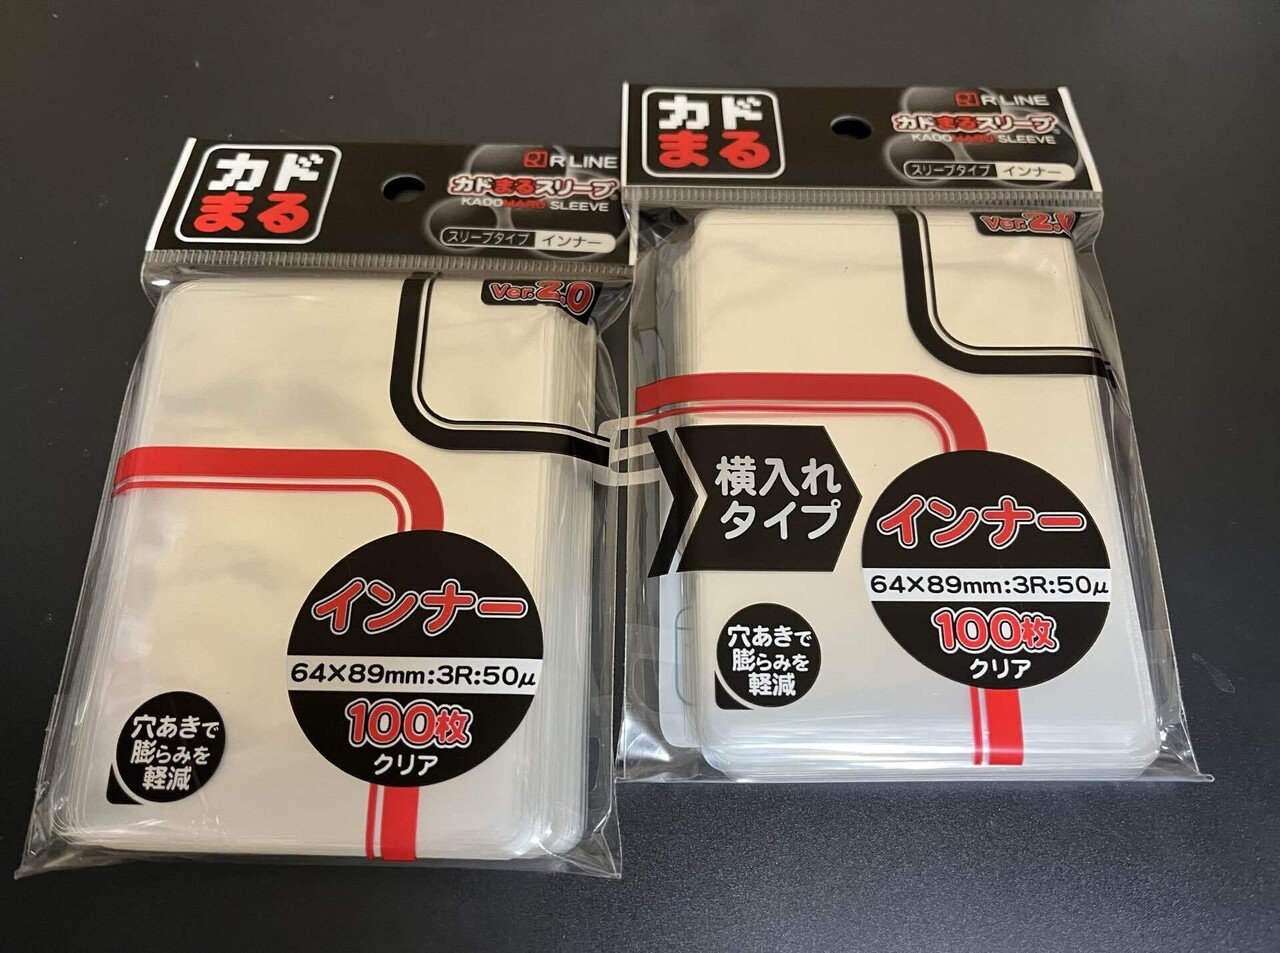 カド
まる
R LINE
カドまるスリーブ
KADOMARU SLEEVE
スリーブタイプ インナー
Ver.2.0
インナー
64×89mm:3R:50μ
100枚
クリア
穴あきで
膨らみを
軽減
カド
まる
R LINE
カドまるスリーブ
KADOMARU SLEEVE
スリーブタイプ インナー
Ver.2.0
横入れ
タイプ
インナー
64×89mm:3R:50μ
100枚
クリア
穴あきで
膨らみを
軽減